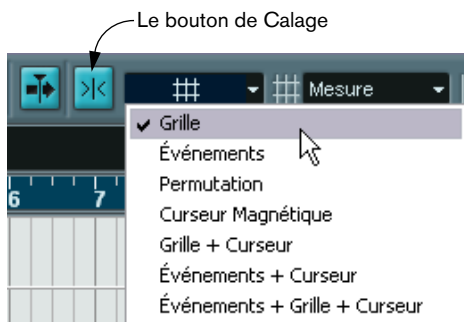 Le bouton de Calage
Mesure
Grille
Événements
6 7
Permutation
Curseur Magnétique
Grille + Curseur
Événements + Curseur
Événements + Grille + Curseur